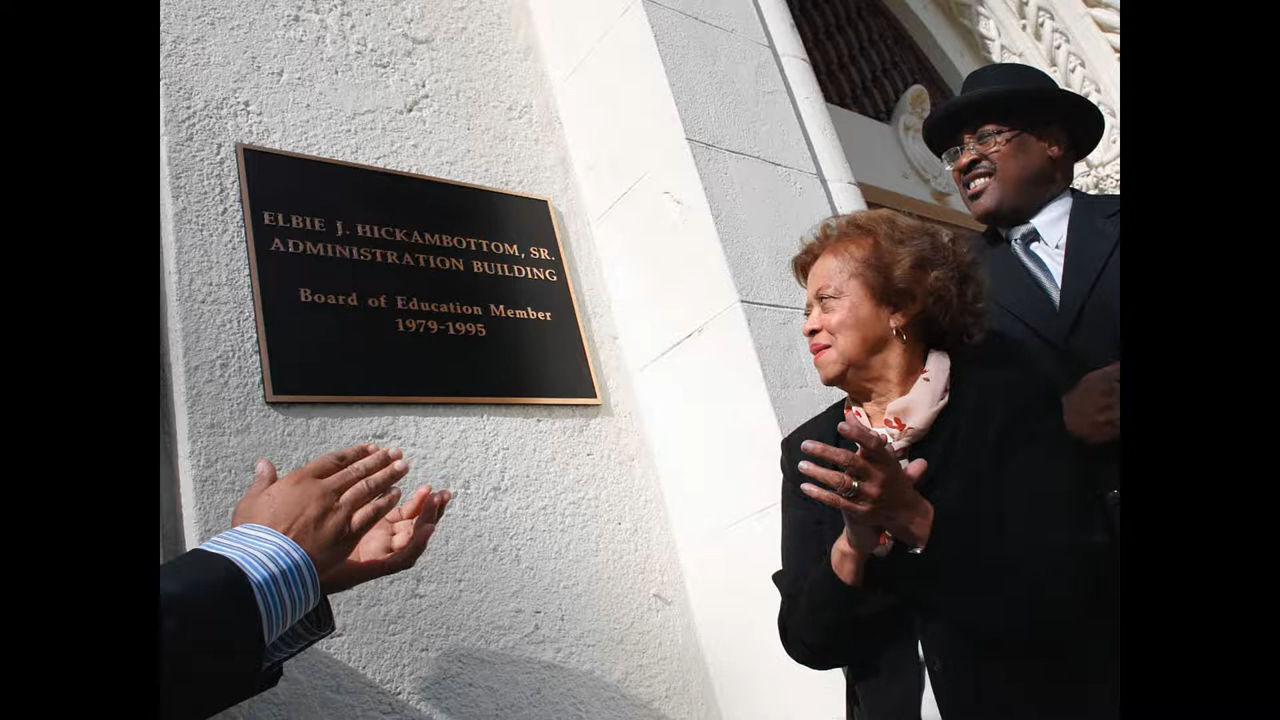 ELBIE J. HICKAMBOTTOM, SR.
ADMINISTRATION BUILDING
Board of Education Member
1979-1995